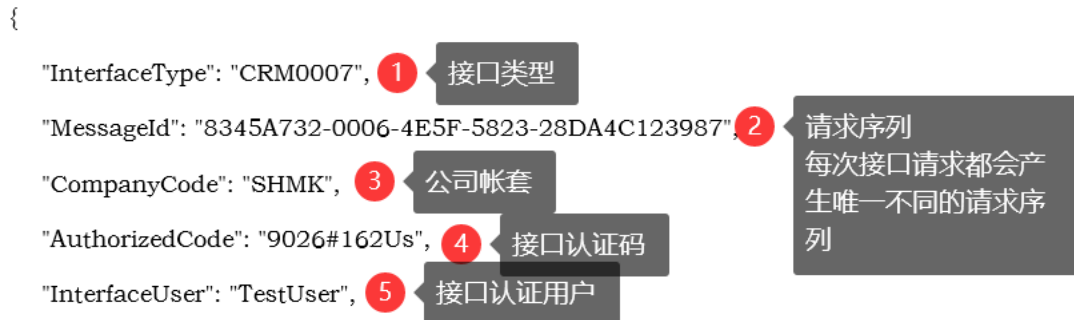 {
"InterfaceType": "CRM0007", 1 接口类型
"MessageId": "8345A732-0006-4E5F-5823-28DA4C123987", 2 请求序列
每次接口请求都会产
生唯一不同的请求序
列
"CompanyCode": "SHMK", 3 公司帐套
"AuthorizedCode": "9026#162Us", 4 接口认证码
"InterfaceUser": "TestUser", 5 接口认证用户